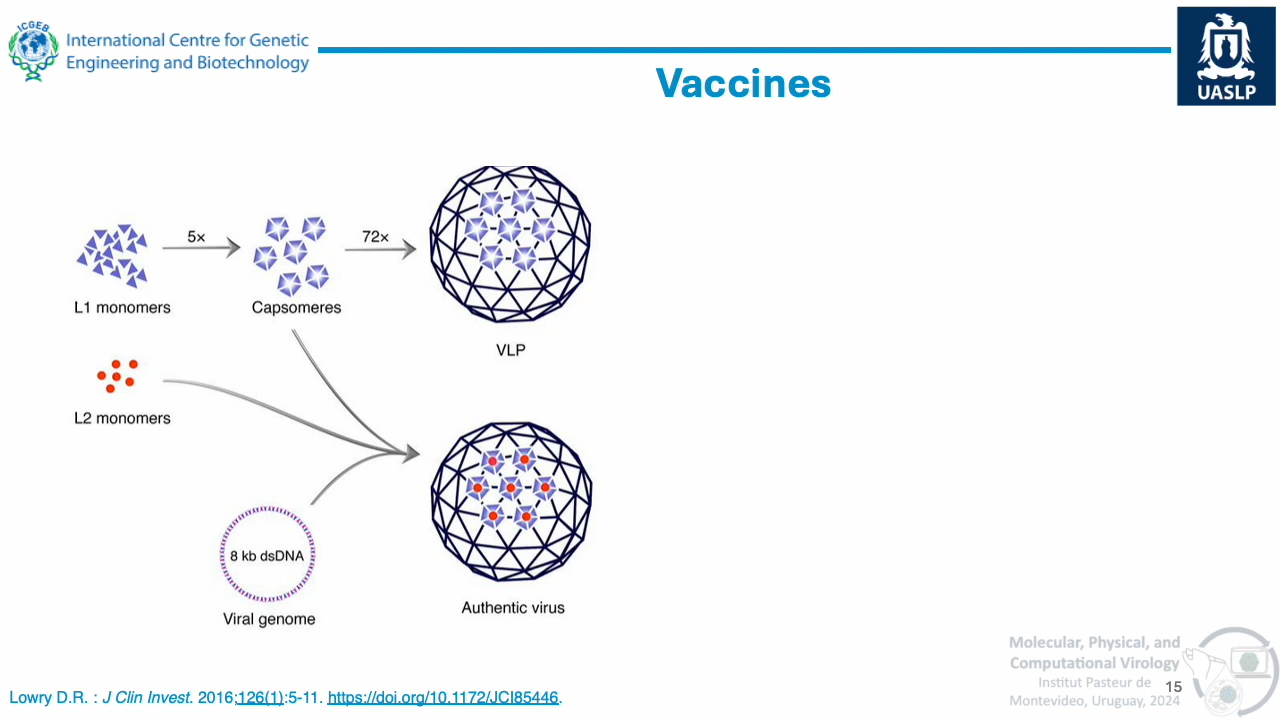 ICGEB
International Centre for Genetic
Engineering and Biotechnology
UASLP
Vaccines
5×
72×
L1 monomers
Capsomeres
VLP
L2 monomers
8 kb dsDNA
Viral genome
Authentic virus
Molecular, Physical, and
Computational Virology
Institut Pasteur de
Montevideo, Uruguay, 2024
15
Lowry D.R. : J Clin Invest. 2016;126(1):5-11. https://doi.org/10.1172/JCI85446.